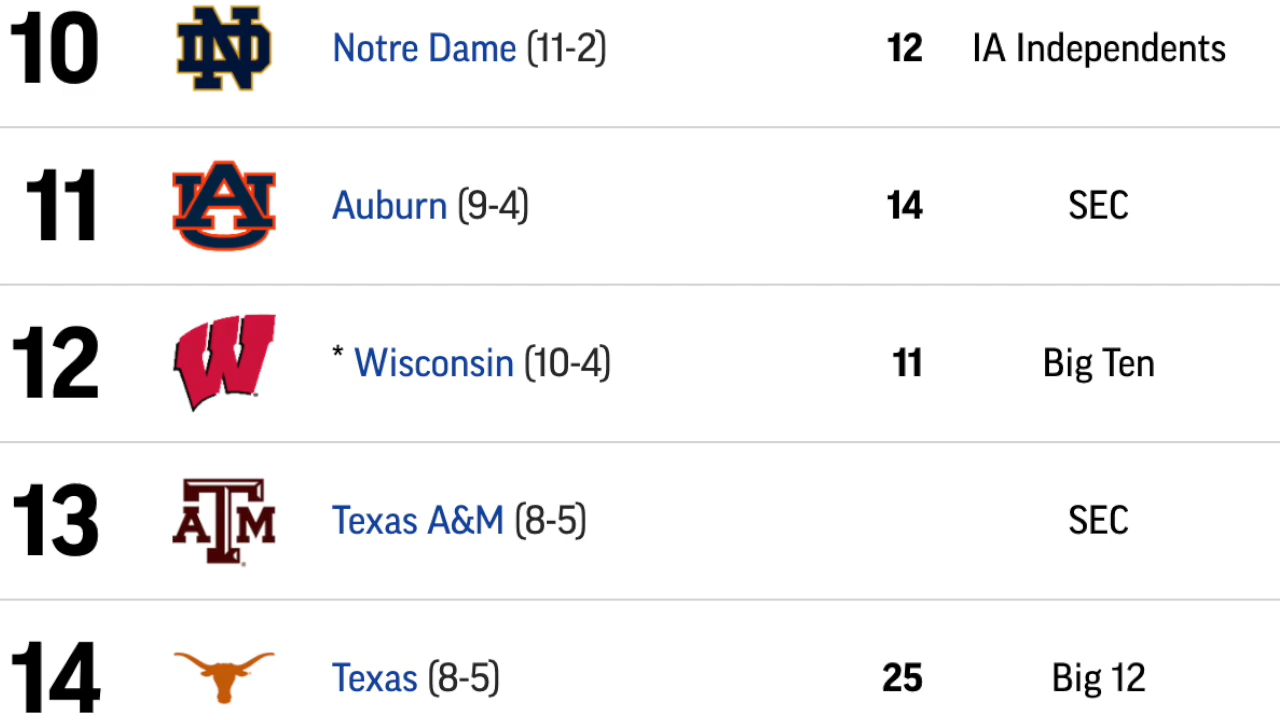 10 Notre Dame (11-2) 12 IA Independents
11 Auburn (9-4) 14 SEC
12 * Wisconsin (10-4) 11 Big Ten
13 ATM Texas A&M (8-5) SEC
14 Texas (8-5) 25 Big 12